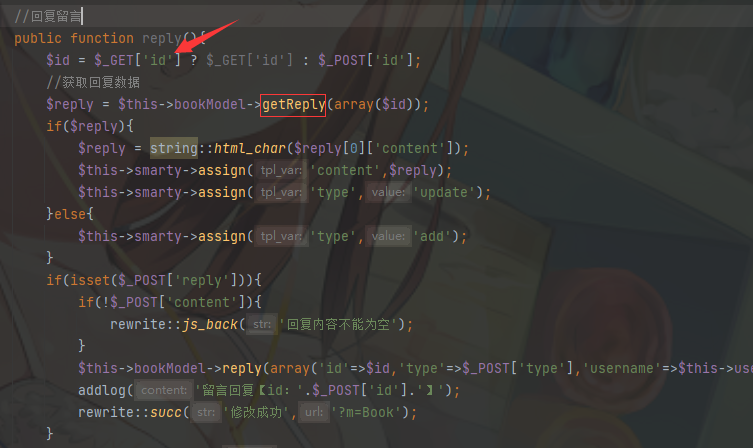 //回复留言
public function reply(){
$id = $_GET['id'] ? $_GET['id'] : $_POST['id'];
//获取回复数据
$reply = $this->bookModel->getReply(array($id));
if($reply){
$reply = string::html_char($reply[0]['content']);
$this->smarty->assign( tpl_var: 'content',$reply);
$this->smarty->assign( tpl_var: 'type', value: 'update');
}else{
$this->smarty->assign( tpl_var: 'type', value: 'add');
}
if(isset($_POST['reply'])){
if(!$_POST['content']){
rewrite::js_back( str: '回复内容不能为空');
}
$this->bookModel->reply(array('id'=>$id,'type'=>$_POST['type'],'username'=>$this->use
addlog( content: '留言回复【id: '.$_POST['id'].'】');
rewrite::succ( str: '修改成功', url: '?m=Book');
}